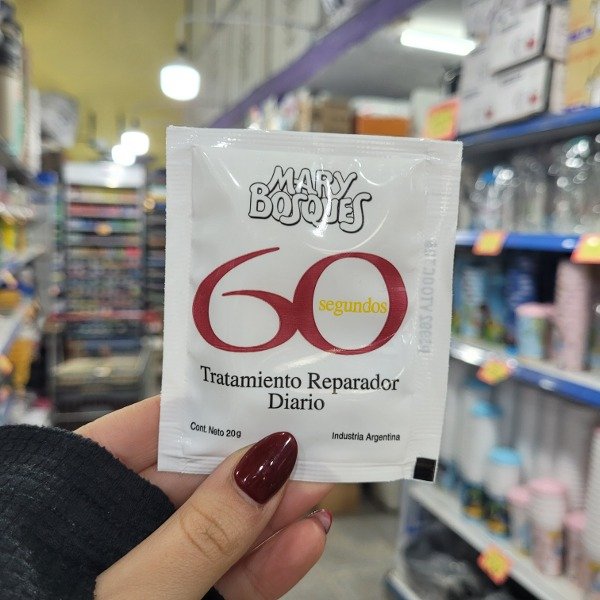 MARY
BOSQUES
60
segundos
Tratamiento Reparador
Diario
Cont. Neto 20g
Industria Argentina